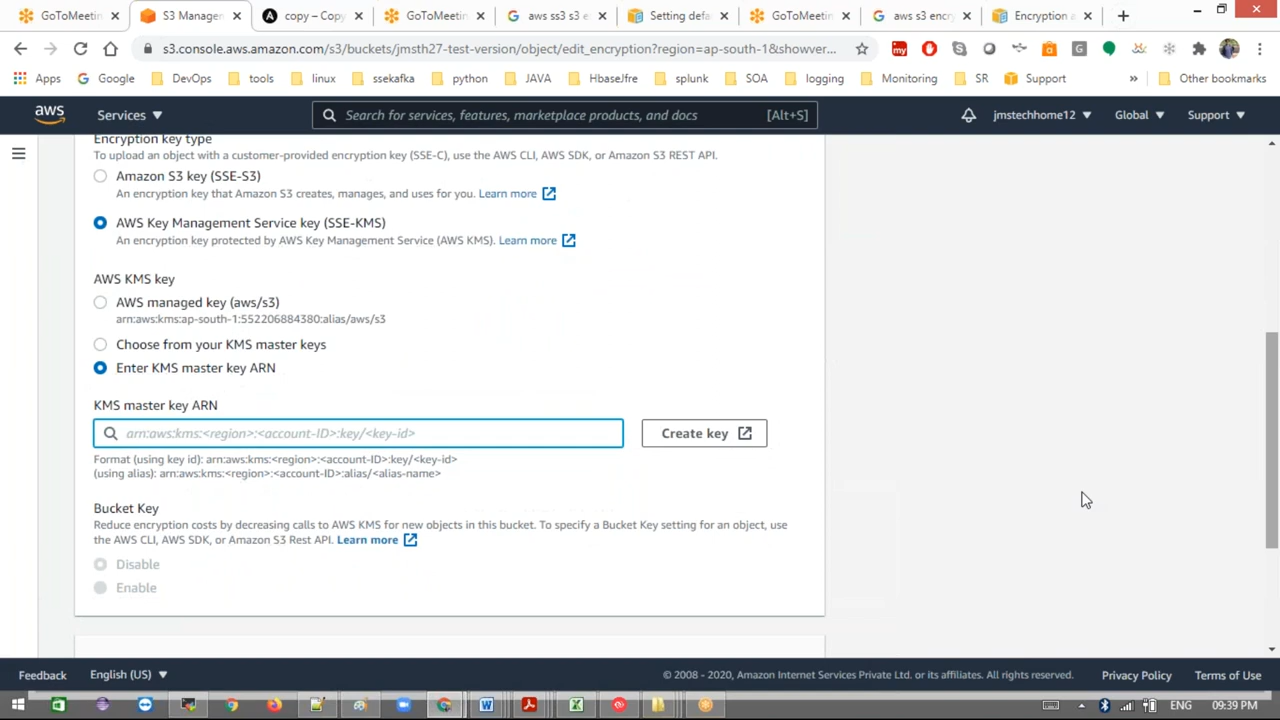 GoToMeetin
S3 Manage
copy – Cop
GoToMeetin
aws ss3 s3 e
Setting defa
GoToMeetin
aws s3 encr
Encryption a
s3.console.aws.amazon.com/s3/buckets/jmsth27-test-version/object/edit_encryption?region=ap-south-1&showver...
Apps
Google
DevOps
tools
linux
ssekafka
python
JAVA
Hbase/fre
splunk
SOA
logging
Monitoring
SR
Support
»
Other bookmarks
aws
Services
Search for services, features, marketplace products, and docs
[Alt+S]
jmstechhome12
Global
Support
Encryption key type
To upload an object with a customer-provided encryption key (SSE-C), use the AWS CLI, AWS SDK, or Amazon S3 REST API.
Amazon S3 key (SSE-S3)
An encryption key that Amazon S3 creates, manages, and uses for you. Learn more
AWS Key Management Service key (SSE-KMS)
An encryption key protected by AWS Key Management Service (AWS KMS). Learn more
AWS KMS key
AWS managed key (aws/s3)
arn:aws:kms:ap-south-1:552206884380:alias/aws/s3
Choose from your KMS master keys
Enter KMS master key ARN
KMS master key ARN
arn:aws:kms:<region>:<account-ID>:key/<key-id>
Create key
Format (using key id): arn:aws:kms:<region>:<account-ID>:key/<key-id>
(using alias): arn:aws:kms:<region>:<account-ID>:alias/<alias-name>
Bucket Key
Reduce encryption costs by decreasing calls to AWS KMS for new objects in this bucket. To specify a Bucket Key setting for an object, use
the AWS CLI, AWS SDK, or Amazon S3 Rest API. Learn more
Disable
Enable
Feedback
English (US)
© 2008 - 2020, Amazon Internet Services Private Ltd. or its affiliates. All rights reserved.
Privacy Policy
Terms of Use
ENG
09:39 PM